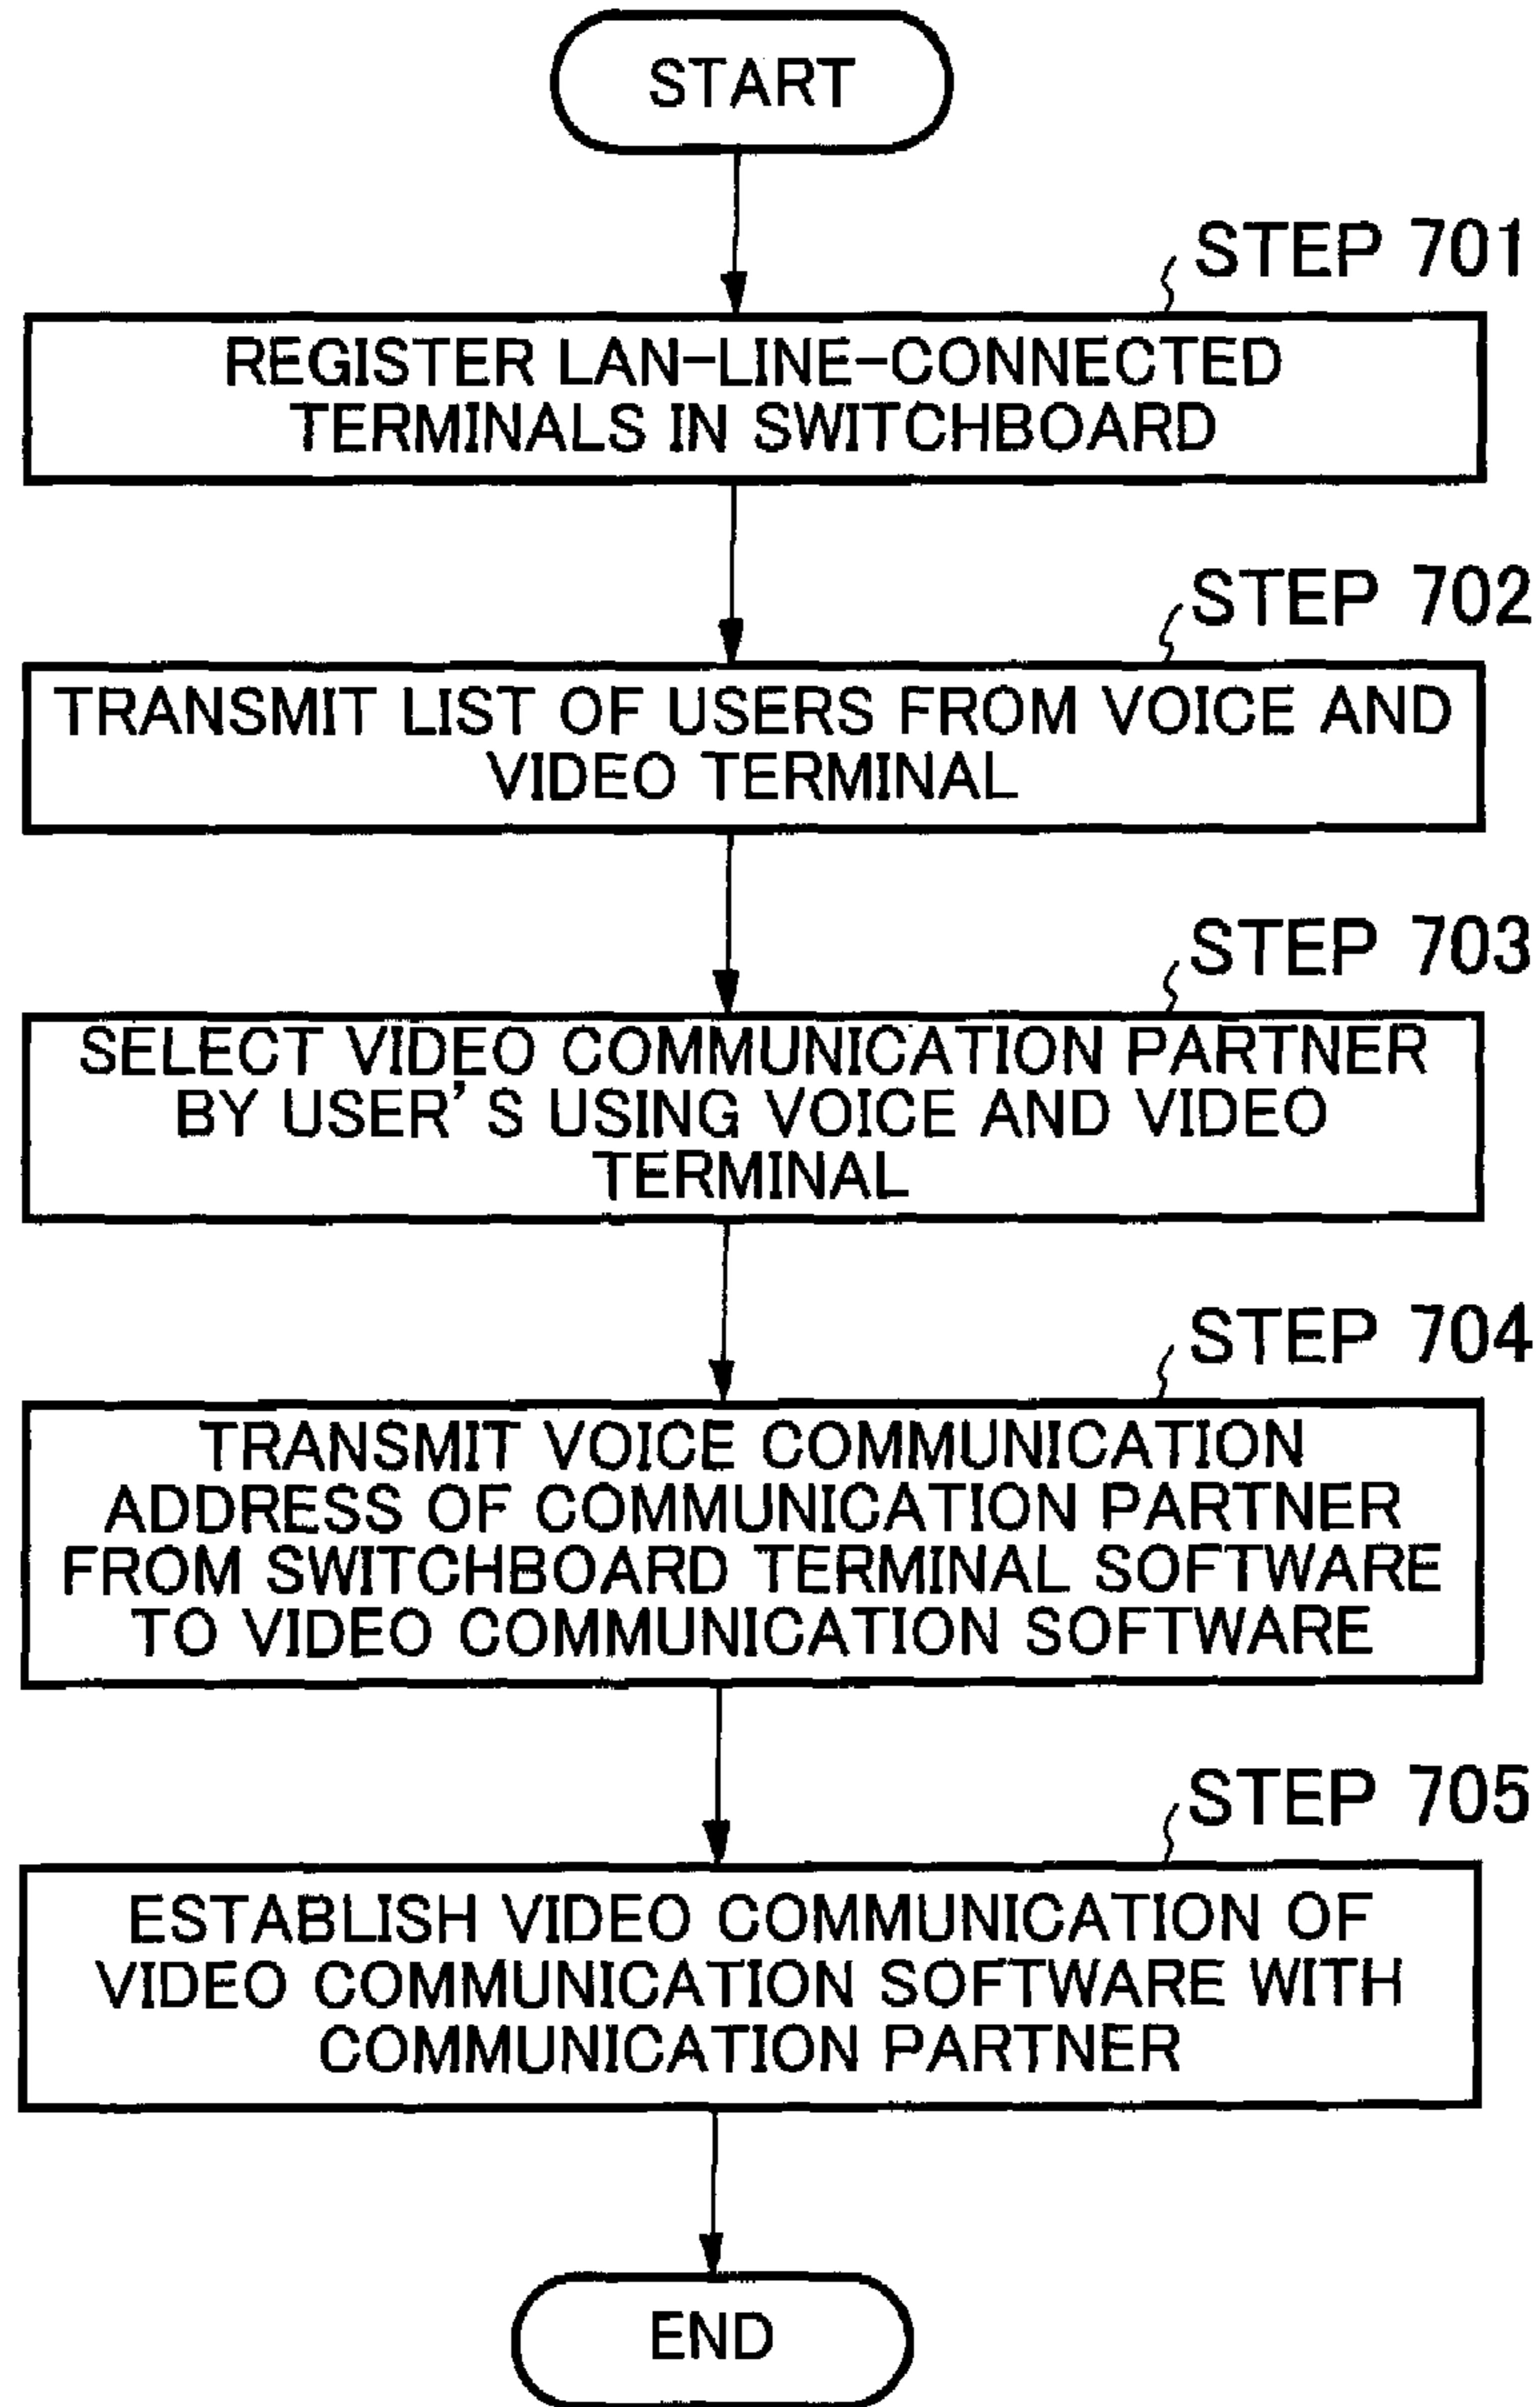 START
STEP 701
REGISTER LAN-LINE-CONNECTED
TERMINALS IN SWITCHBOARD
STEP 702
TRANSMIT LIST OF USERS FROM VOICE AND
VIDEO TERMINAL
STEP 703
SELECT VIDEO COMMUNICATION PARTNER
BY USER'S USING VOICE AND VIDEO
TERMINAL
STEP 704
TRANSMIT VOICE COMMUNICATION
ADDRESS OF COMMUNICATION PARTNER
FROM SWITCHBOARD TERMINAL SOFTWARE
TO VIDEO COMMUNICATION SOFTWARE
STEP 705
ESTABLISH VIDEO COMMUNICATION OF
VIDEO COMMUNICATION SOFTWARE WITH
COMMUNICATION PARTNER
END